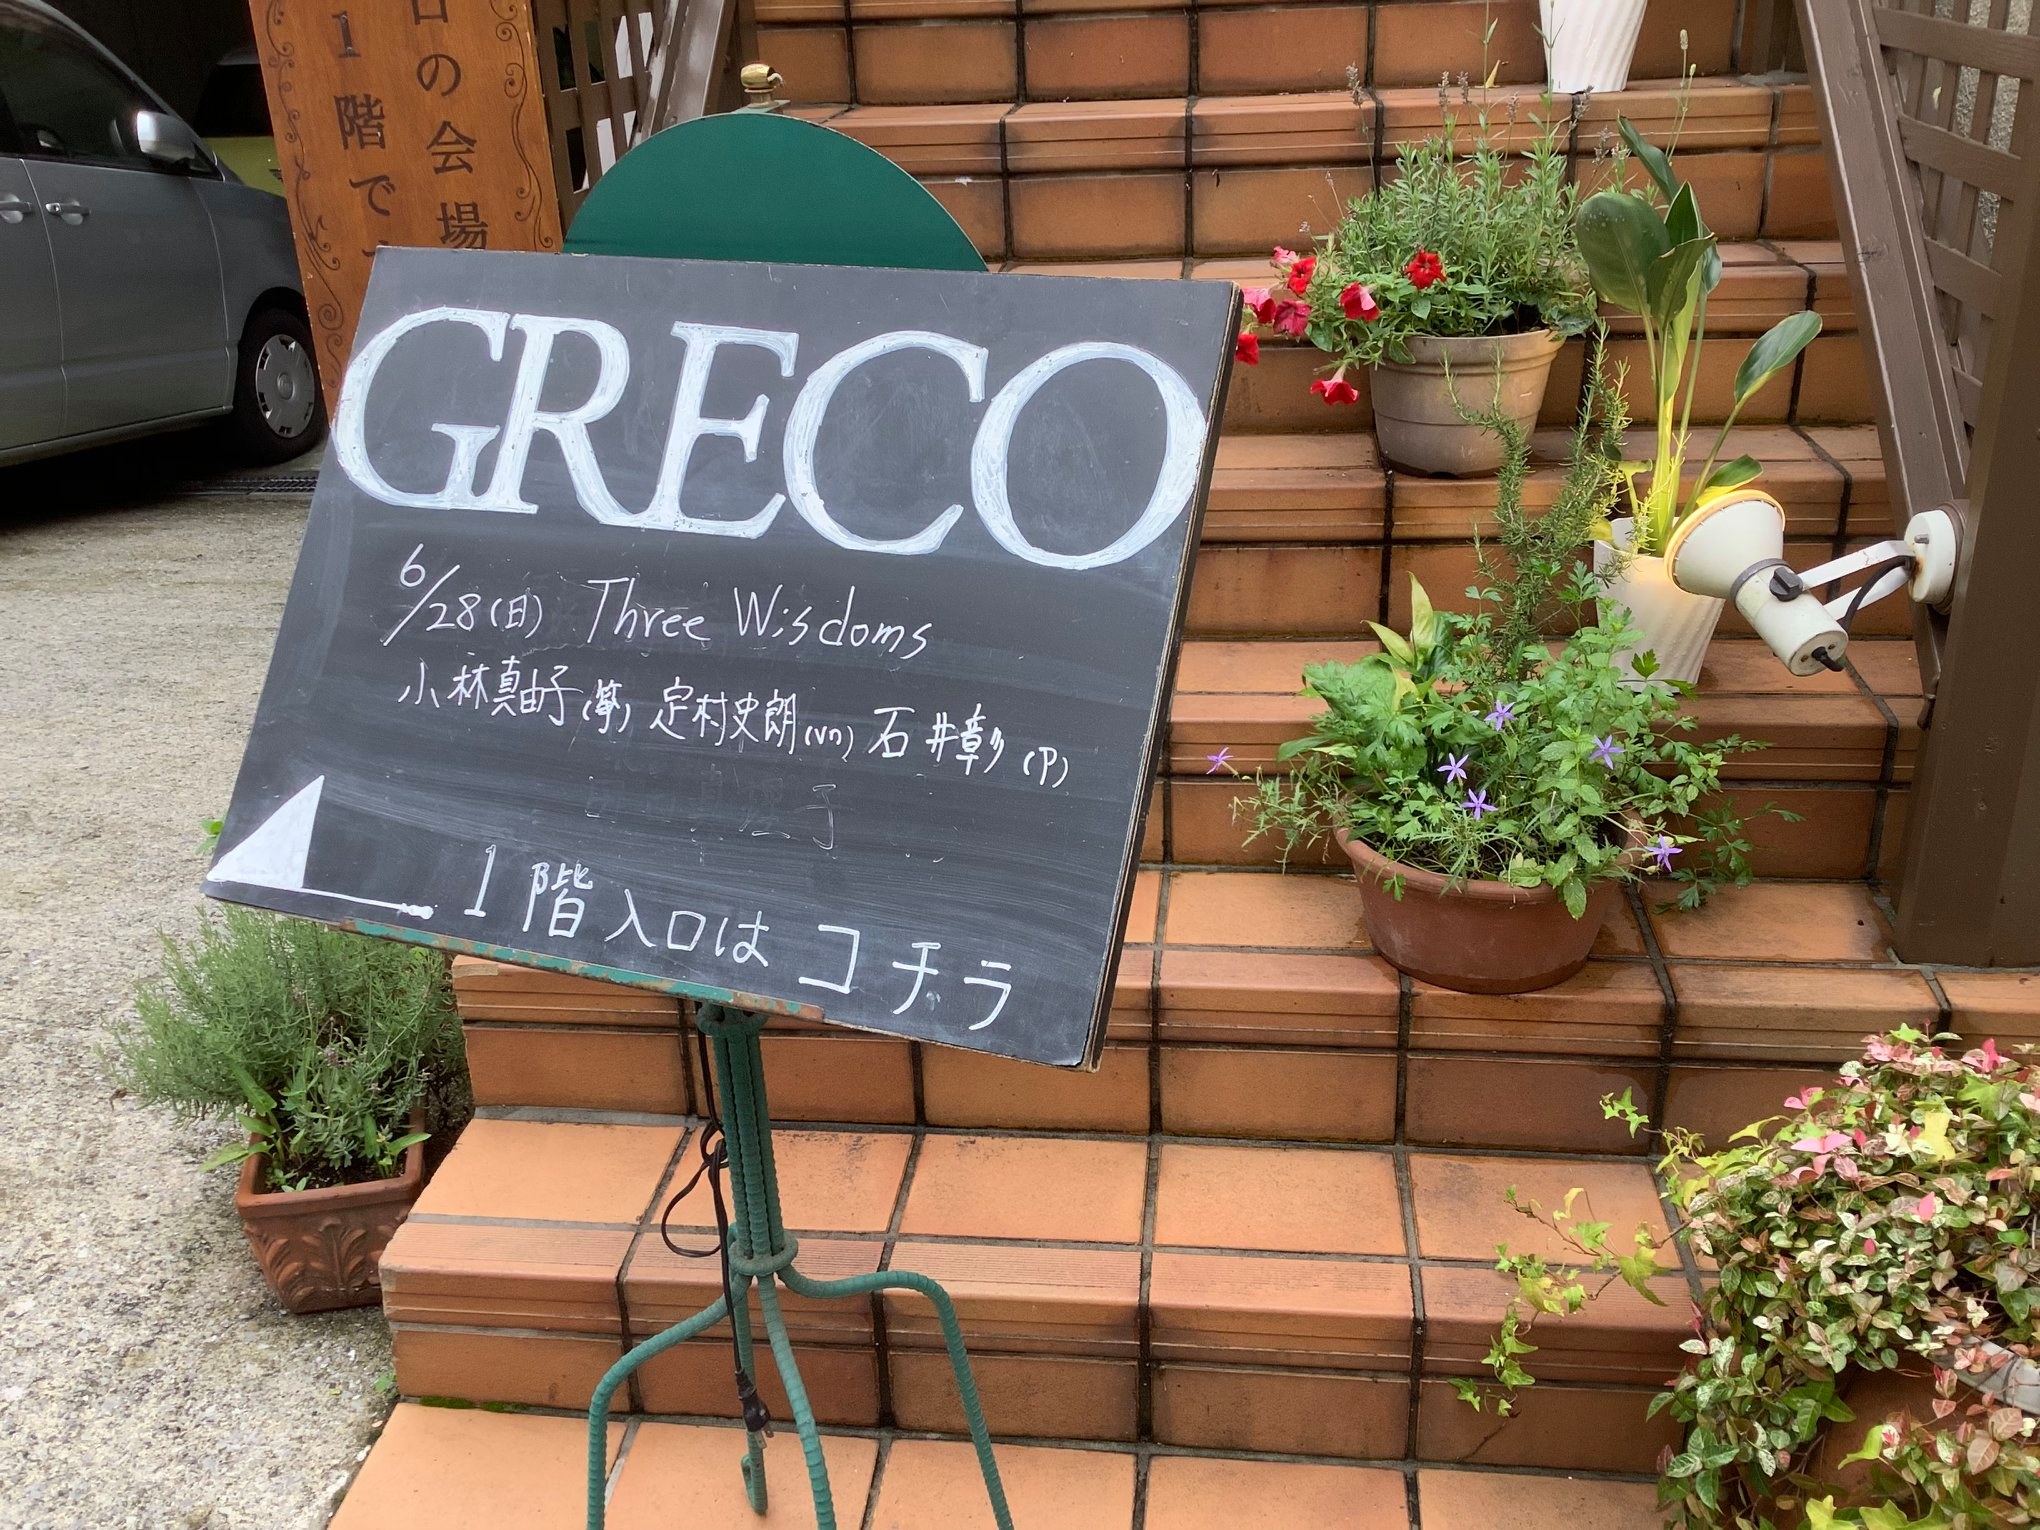 日の会場
1階で
GRECO
6/28(日) Three Wisdoms
小林真由子(箏) 定村史朗(vn) 石井彰(P)
1階入口はコチラ